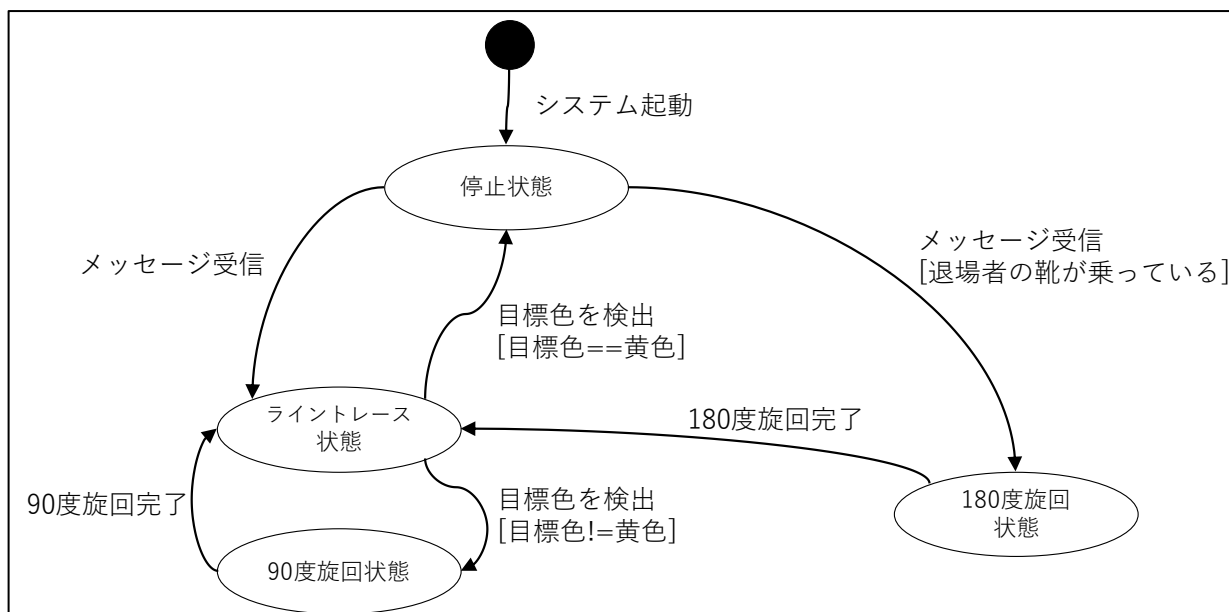 システム起動
停止状態
メッセージ受信
メッセージ受信
[退場者の靴が乗っている]
目標色を検出
[目標色==黄色]
ライントレース
状態
180度旋回完了
90度旋回完了
目標色を検出
[目標色!=黄色]
180度旋回
状態
90度旋回状態